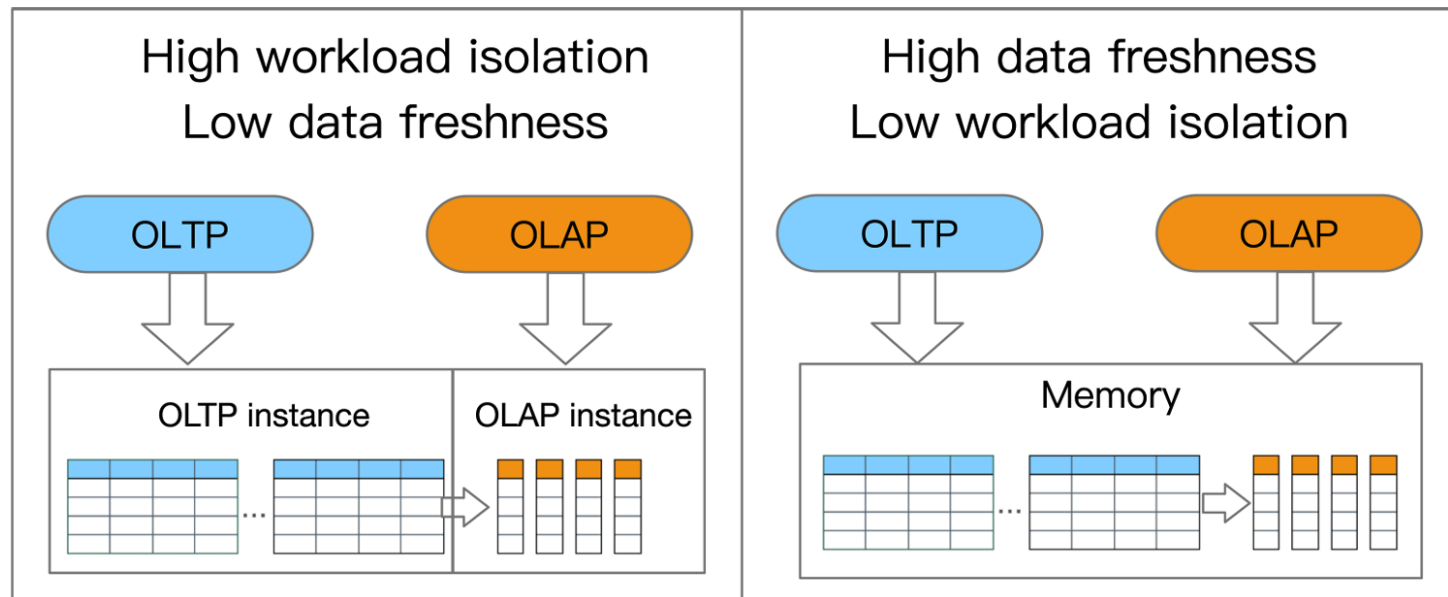 High workload isolation
Low data freshness
OLTP
OLAP
OLTP instance
OLAP instance
...
High data freshness
Low workload isolation
OLTP
OLAP
Memory
...